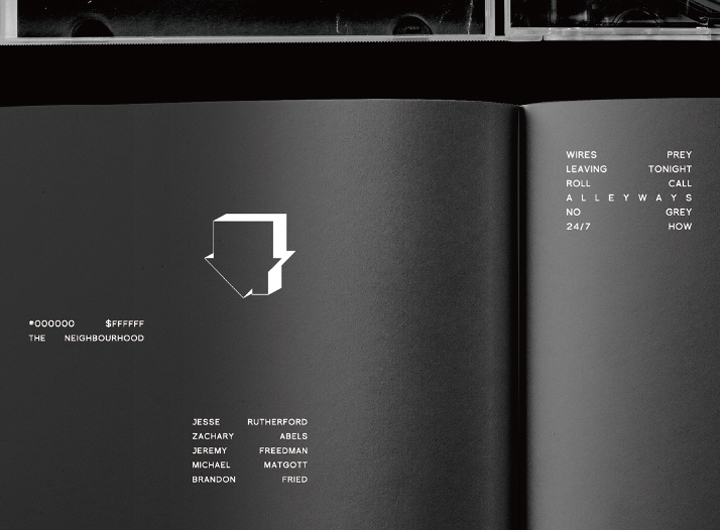 #000000 $FFFFFF
THE NEIGHBOURHOOD
JESSE RUTHERFORD
ZACHARY ABELS
JEREMY FREEDMAN
MICHAEL MATGOTT
BRANDON FRIED
WIRES PREY
LEAVING TONIGHT
ROLL CALL
ALLEYWAYS
NO GREY
24/7 HOW